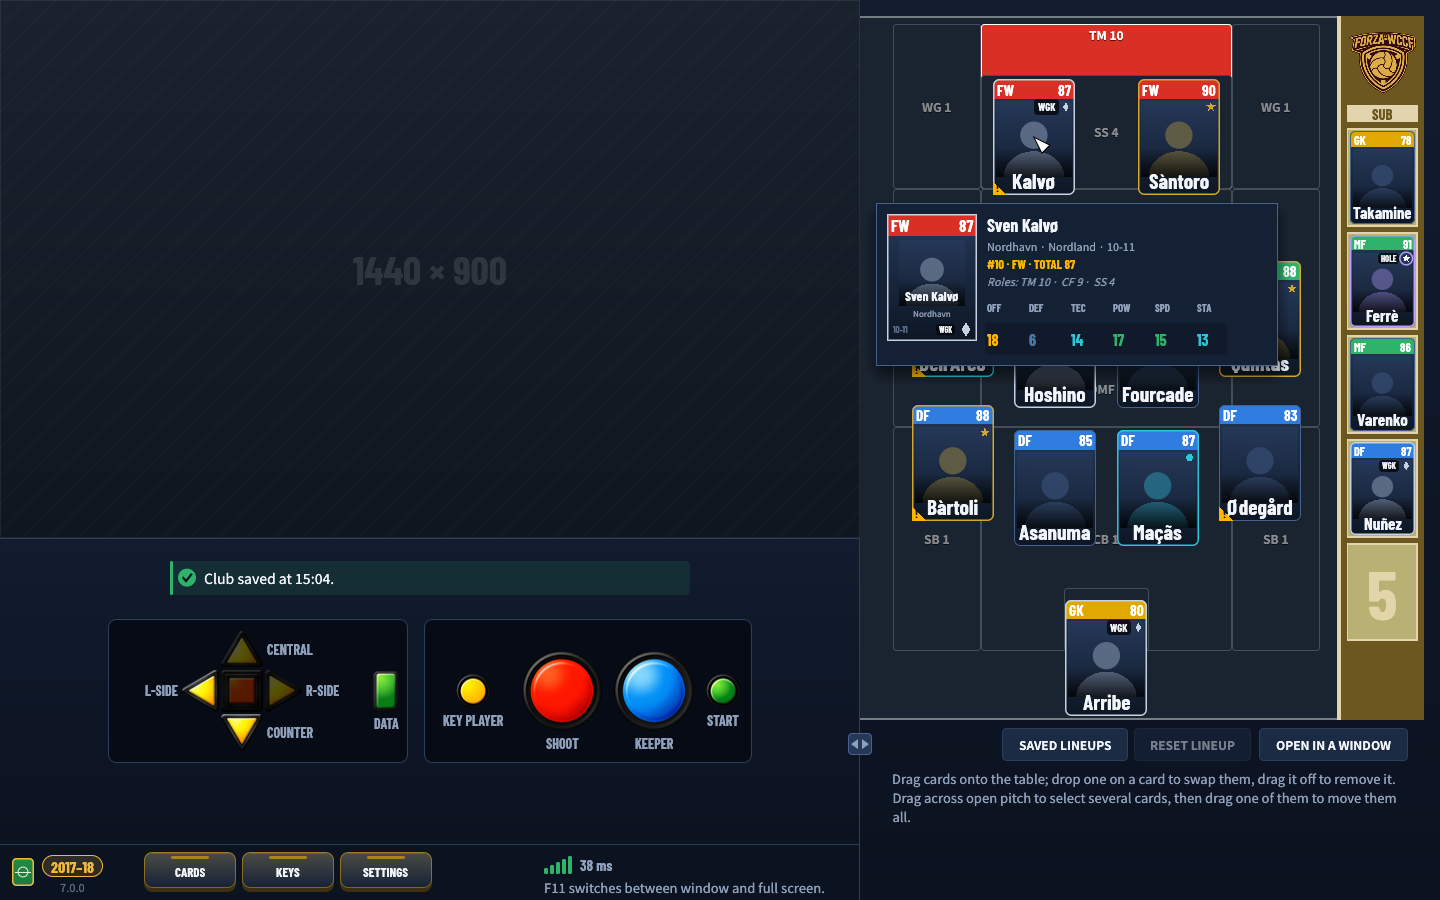 1440 × 900
Club saved at 15:04.
CENTRAL
L-SIDE
R-SIDE
COUNTER
DATA
KEY PLAYER
SHOOT
KEEPER
START
2017-18
7.0.0
CARDS
KEYS
SETTINGS
38 ms
F11 switches between window and full screen.
TM 10
WG 1
SS 4
WG 1
FW 87
WGK
Kalvø
FW 90
Sàntoro
FW 87
Sven Kalvø
Nordhavn
10-11
WGK
Sven Kalvø
Nordhavn · Nordland · 10-11
#10 · FW · TOTAL 87
Roles: TM 10 · CF 9 · SS 4
OFF DEF TEC POW SPD STA
18 6 14 17 15 13
88
Hoshino
Fourcade
DF 88
Bàrtoli
DF 85
Asanuma
DF 87
Maçãs
DF 83
Ødegård
SB 1
CB 1
SB 1
GK 80
WGK
Arribe
FORZA-WCCF
SUB
GK 78
Takamine
MF 91
HOLE
Ferrè
MF 86
Varenko
DF 87
WGK
Nuñez
5
SAVED LINEUPS
RESET LINEUP
OPEN IN A WINDOW
Drag cards onto the table; drop one on a card to swap them, drag it off to remove it.
Drag across open pitch to select several cards, then drag one of them to move them
all.